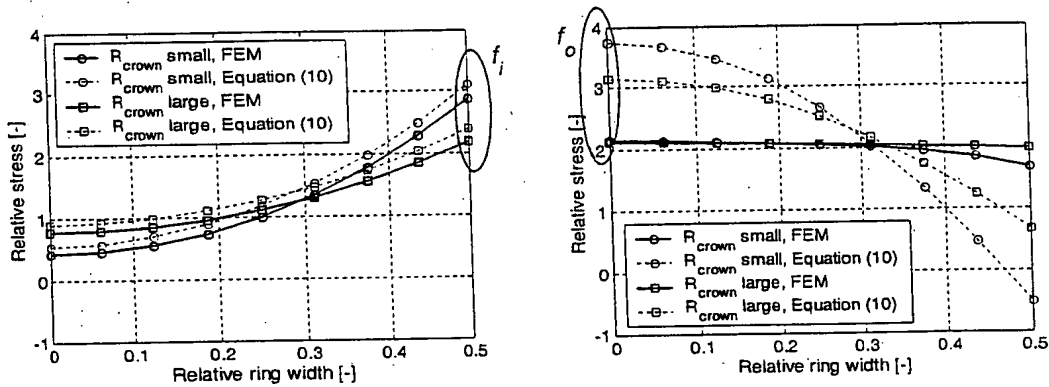 4
3
2
1
0
-1
Relative stress [-]
R crown small, FEM
R crown small, Equation (10)
R crown large, FEM
R crown large, Equation (10)
f i
0
0.1
0.2
0.3
0.4
0.5
Relative ring width [-]
f o
4
3
2
1
0
-1
Relative stress [-]
R crown small, FEM
R crown small, Equation (10)
R crown large, FEM
R crown large, Equation (10)
0
0.1
0.2
0.3
0.4
0.5
Relative ring width [-]